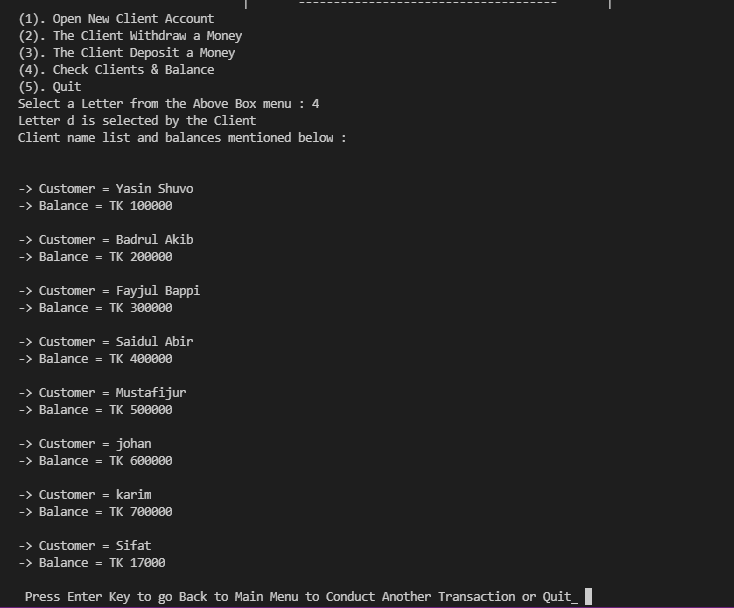 (1). Open New Client Account
(2). The Client Withdraw a Money
(3). The Client Deposit a Money
(4). Check Clients & Balance
(5). Quit
Select a Letter from the Above Box menu : 4
Letter d is selected by the Client
Client name list and balances mentioned below :
-> Customer = Yasin Shuvo
-> Balance = TK 100000
-> Customer = Badrul Akib
-> Balance = TK 200000
-> Customer = Fayjul Bappi
-> Balance = TK 300000
-> Customer = Saidul Abir
-> Balance = TK 400000
-> Customer = Mustafijur
-> Balance = TK 500000
-> Customer = johan
-> Balance = TK 600000
-> Customer = karim
-> Balance = TK 700000
-> Customer = Sifat
-> Balance = TK 17000
Press Enter Key to go Back to Main Menu to Conduct Another Transaction or Quit_